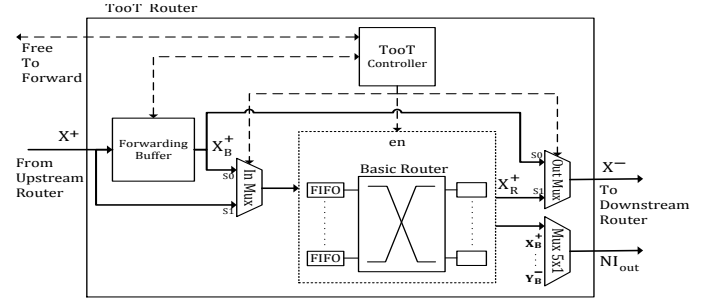 TooT Router
Free
To
Forward
TooT
Controller
X+
From
Upstream
Router
Forwarding
Buffer
X+B
S0
S1
In Mux
en
Basic Router
FIFO
FIFO
X+R
S0
S1
Out Mux
X−
To
Downstream
Router
X+B
Y−B
Mux 5x1
NIout